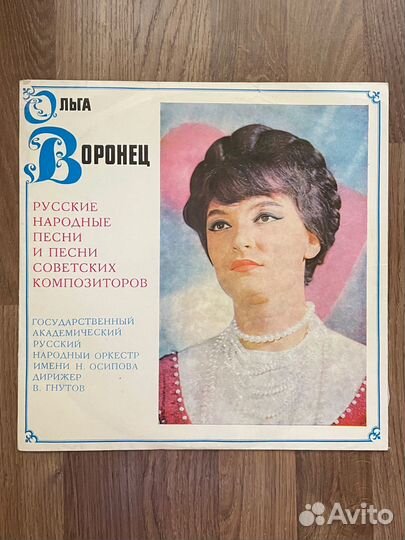 Ольга
Воронец
РУССКИЕ
НАРОДНЫЕ
ПЕСНИ
И ПЕСНИ
СОВЕТСКИХ
КОМПОЗИТОРОВ
ГОСУДАРСТВЕННЫЙ
АКАДЕМИЧЕСКИЙ
РУССКИЙ
НАРОДНЫЙ ОРКЕСТР
ИМЕНИ Н. ОСИПОВА
ДИРИЖЕР
В. ГНУТОВ
Avito